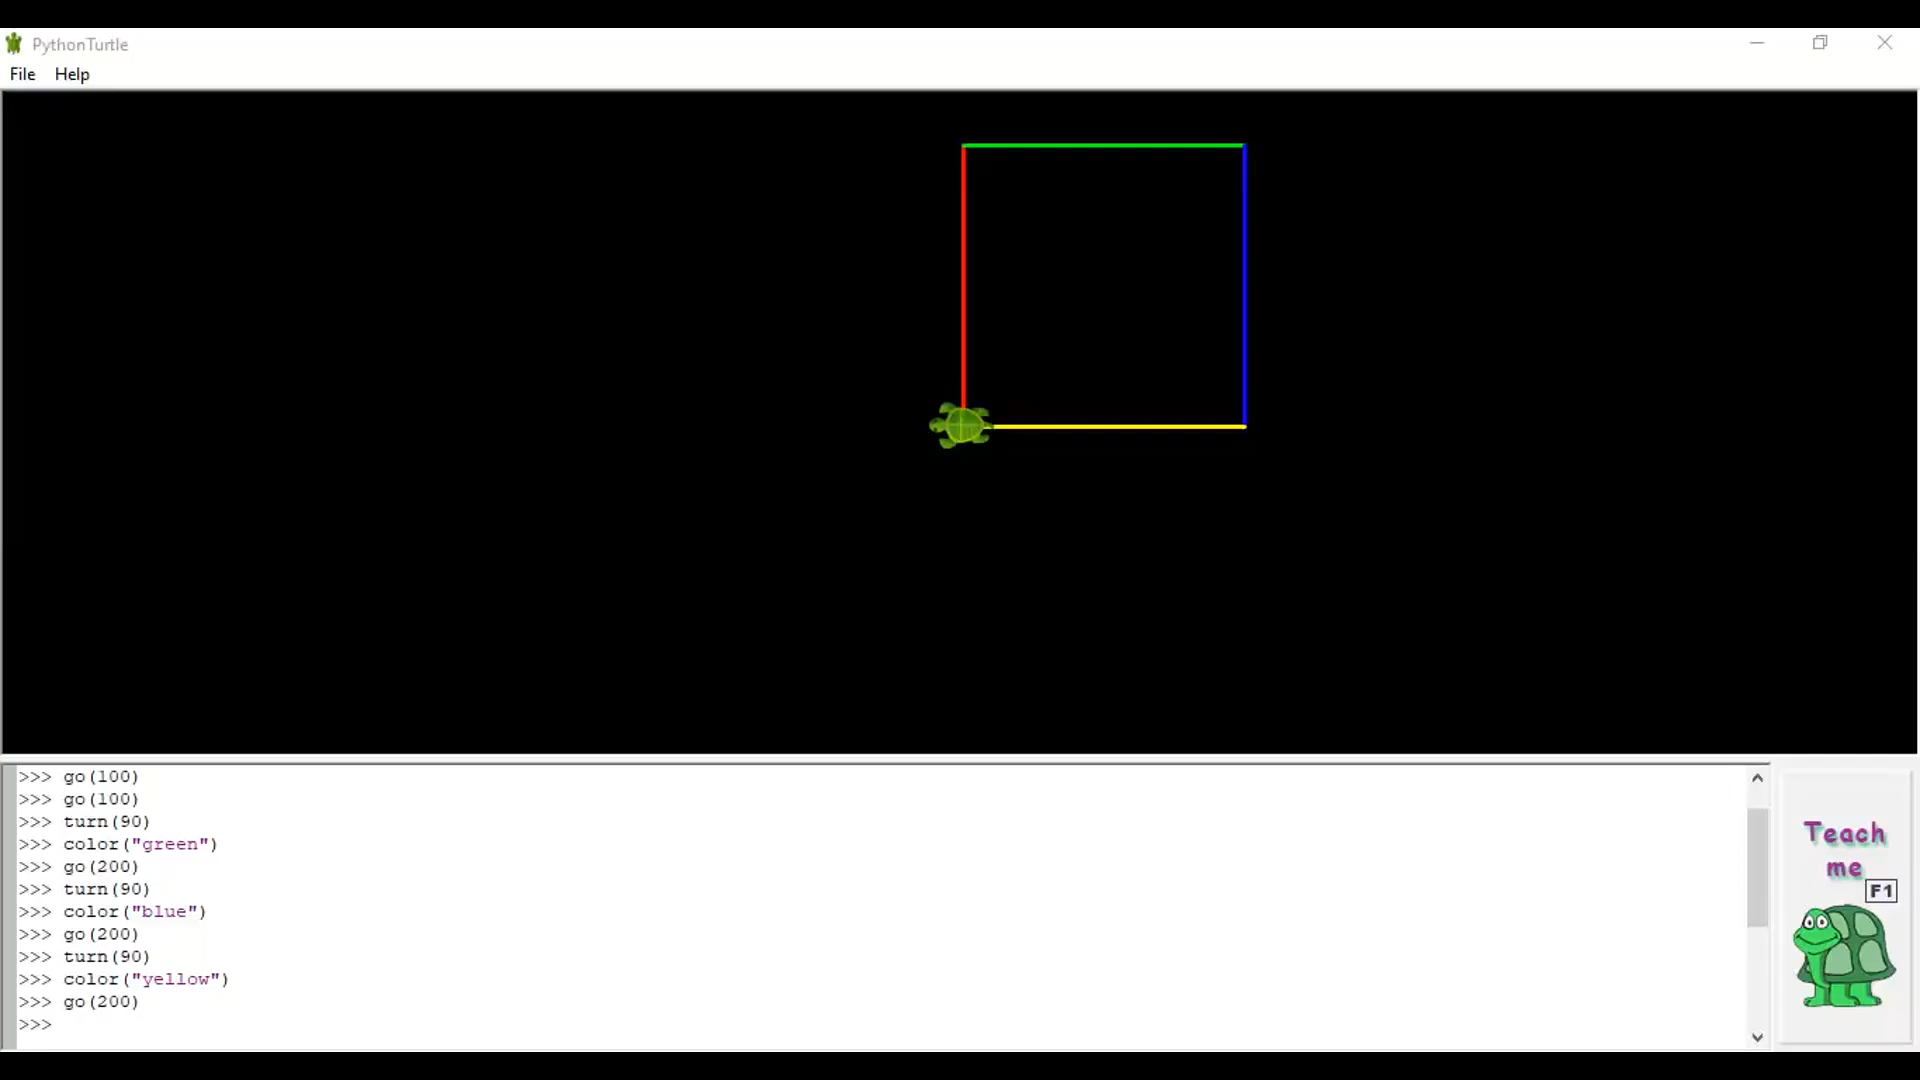 PythonTurtle
File Help
>>> go(100)
>>> go(100)
>>> turn(90)
>>> color("green")
>>> go(200)
>>> turn(90)
>>> color("blue")
>>> go(200)
>>> turn(90)
>>> color("yellow")
>>> go(200)
>>>
Teach
me
F1